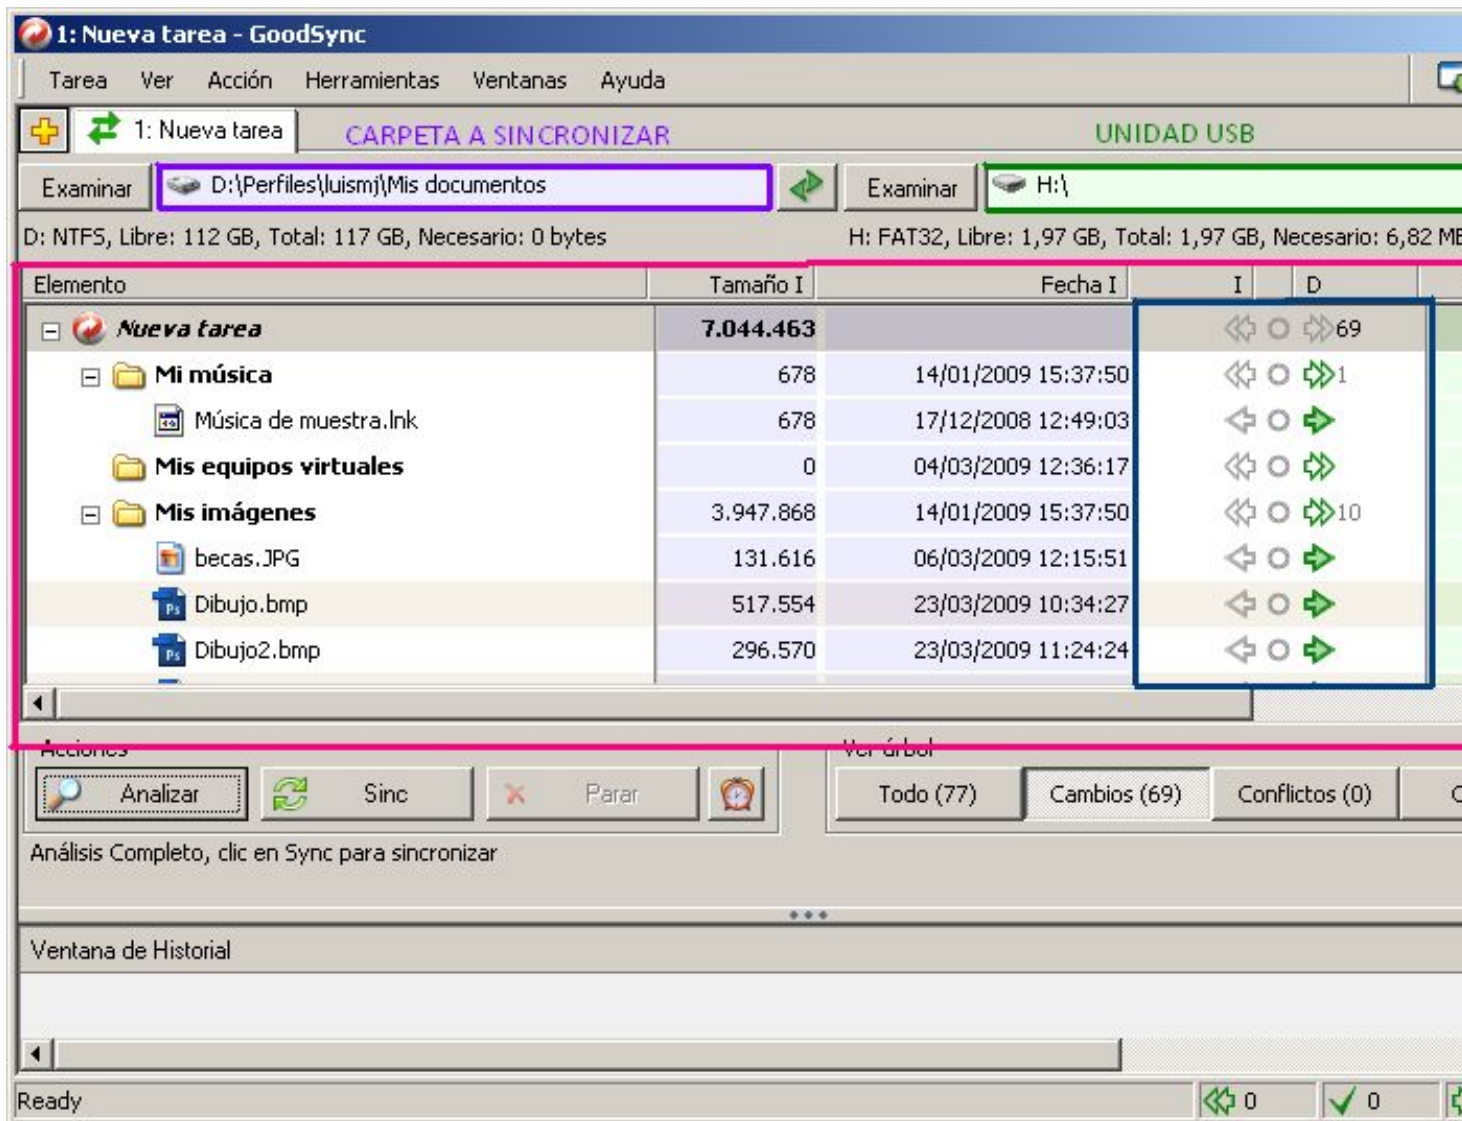 1: Nueva tarea - GoodSync
Tarea Ver Acción Herramientas Ventanas Ayuda
1: Nueva tarea CARPETA A SINCRONIZAR UNIDAD USB
Examinar D:\Perfiles\luismj\Mis documentos Examinar H:\
D: NTFS, Libre: 112 GB, Total: 117 GB, Necesario: 0 bytes H: FAT32, Libre: 1,97 GB, Total: 1,97 GB, Necesario: 6,82 MB
Elemento Tamaño I Fecha I I D
Nueva tarea 7.044.463 69
Mi música 678 14/01/2009 15:37:50 1
Música de muestra.lnk 678 17/12/2008 12:49:03
Mis equipos virtuales 0 04/03/2009 12:36:17
Mis imágenes 3.947.868 14/01/2009 15:37:50 10
becas.JPG 131.616 06/03/2009 12:15:51
Dibujo.bmp 517.554 23/03/2009 10:34:27
Dibujo2.bmp 296.570 23/03/2009 11:24:24
Acciones Ver árbol
Analizar Sinc Parar Todo (77) Cambios (69) Conflictos (0)
Análisis Completo, clic en Sync para sincronizar
Ventana de Historial
Ready 0 0